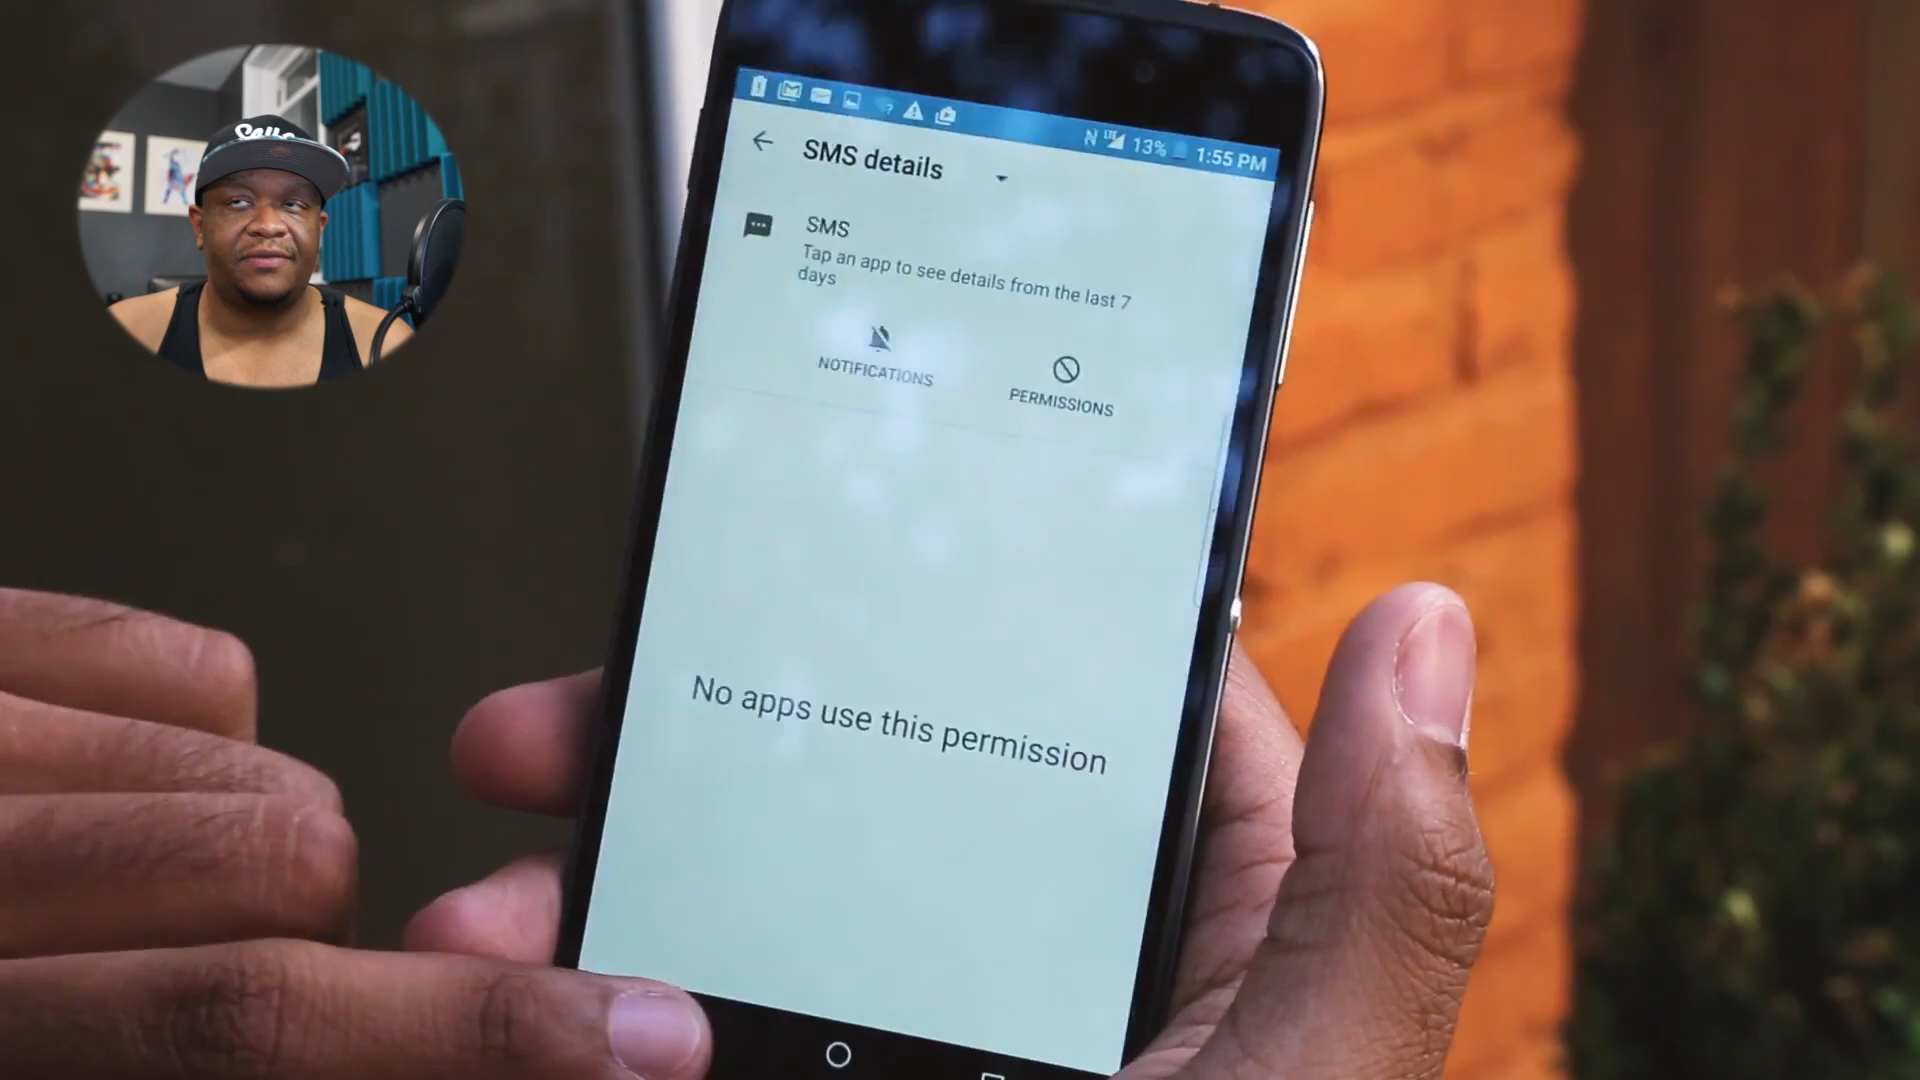 13% 1:55 PM
SMS details
SMS
Tap an app to see details from the last 7
days
NOTIFICATIONS
PERMISSIONS
No apps use this permission